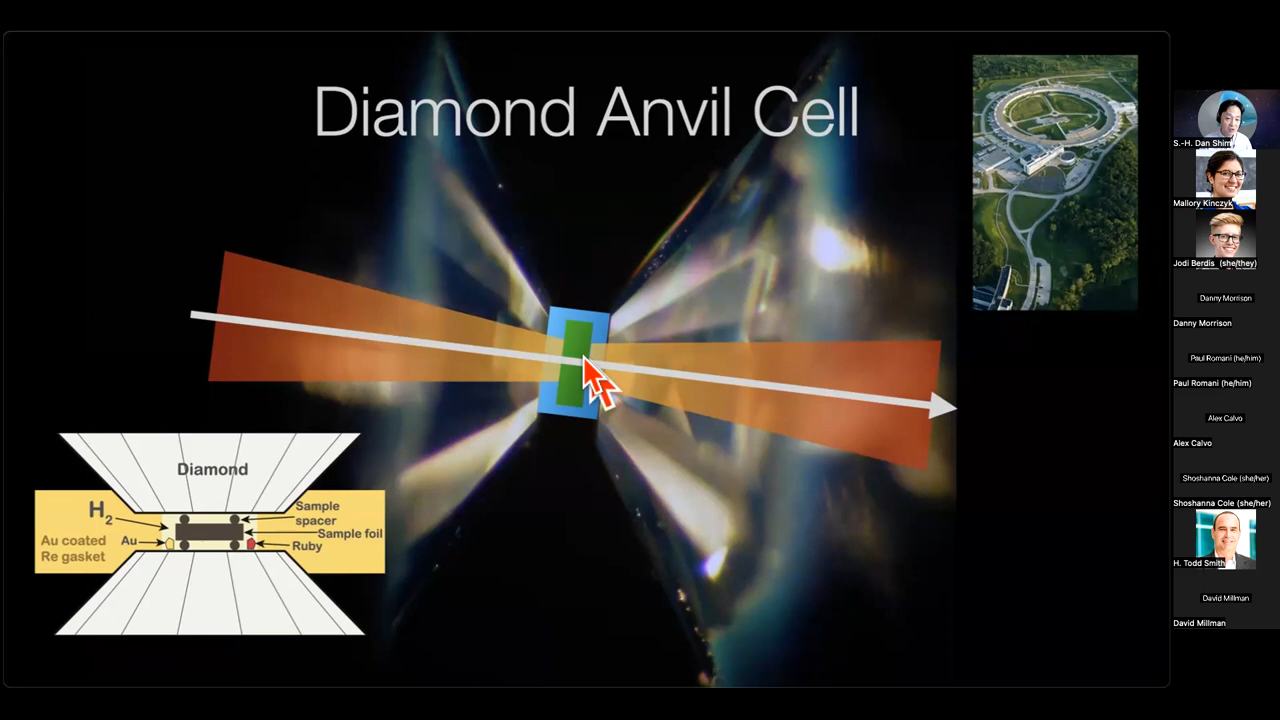 Diamond Anvil Cell
Diamond
H2
Sample
spacer
Sample foil
Au
Ruby
Au coated
Re gasket
S.-H. Dan Shim
Mallory Kinczyk
Jodi Berdis (she/they)
Danny Morrison
Danny Morrison
Paul Romani (he/him)
Paul Romani (he/him)
Alex Calvo
Alex Calvo
Shoshanna Cole (she/her)
Shoshanna Cole (she/her)
H. Todd Smith
David Millman
David Millman